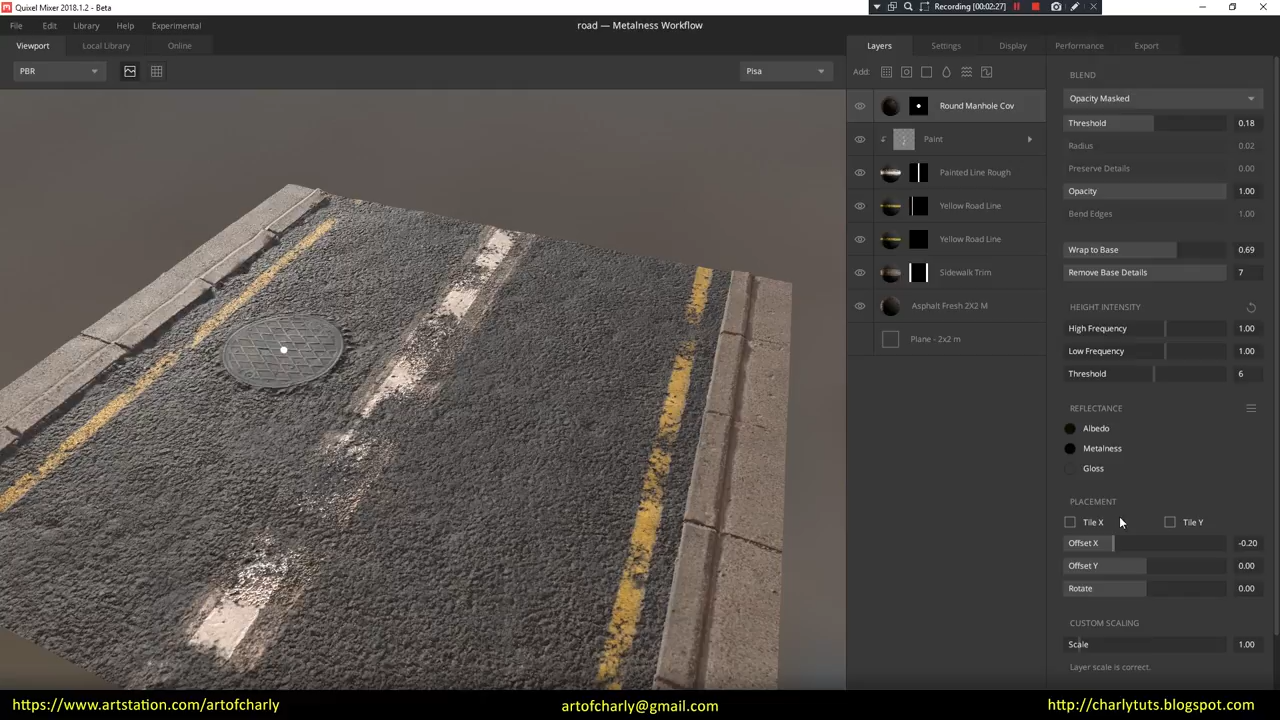 Quixel Mixer 2018.1.2 - Beta
Recording [00:02:27]
File Edit Library Help Experimental
road — Metalness Workflow
Viewport Local Library Online
Layers Settings Display Performance Export
PBR
Pisa
Add:
Round Manhole Cov
Paint
Painted Line Rough
Yellow Road Line
Yellow Road Line
Sidewalk Trim
Asphalt Fresh 2X2 M
Plane - 2x2 m
BLEND
Opacity Masked
Threshold 0.18
Radius 0.02
Preserve Details 0.00
Opacity 1.00
Bend Edges 1.00
Wrap to Base 0.69
Remove Base Details 7
HEIGHT INTENSITY
High Frequency 1.00
Low Frequency 1.00
Threshold 6
REFLECTANCE
Albedo
Metalness
Gloss
PLACEMENT
Tile X Tile Y
Offset X -0.20
Offset Y 0.00
Rotate 0.00
CUSTOM SCALING
Scale 1.00
Layer scale is correct.
https://www.artstation.com/artofcharly artofcharly@gmail.com http://charlytuts.blogspot.com